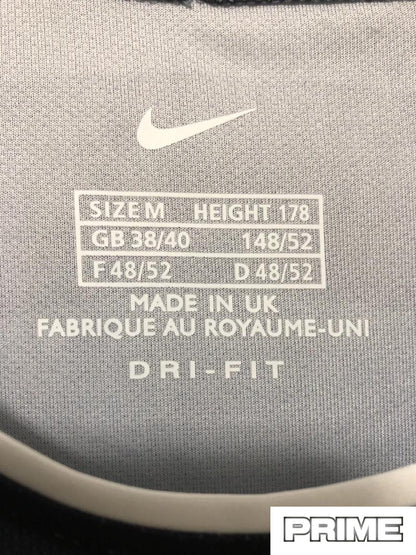 SIZE M HEIGHT 178
GB 38/40 I 48/52
F 48/52 D 48/52
MADE IN UK
FABRIQUE AU ROYAUME-UNI
DRI-FIT
PRIME